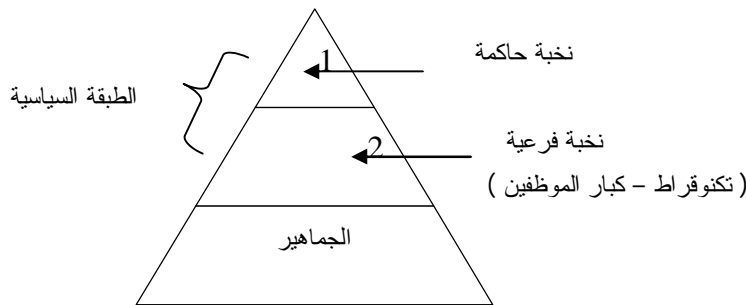 1
نخبة حاكمة
الطبقة السياسية
2
نخبة فرعية
( تكنوقراط – كبار الموظفين )
الجماهير